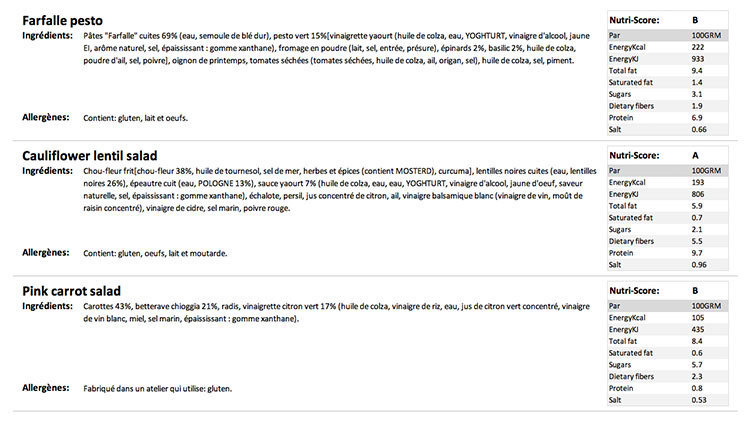 Farfalle pesto
Ingrédients: Pâtes "Farfalle" cuites 69% (eau, semoule de blé dur), pesto vert 15%[vinaigrette yaourt (huile de colza, eau, YOGHTURT, vinaigre d'alcool, jaune
EI, arôme naturel, sel, épaississant : gomme xanthane), fromage en poudre (lait, sel, entrée, présure), épinards 2%, basilic 2%, huile de colza,
poudre d'ail, sel, poivre], oignon de printemps, tomates séchées (tomates séchées, huile de colza, ail, origan, sel), huile de colza, sel, piment.
Allergènes: Contient: gluten, lait et oeufs.
Nutri-Score: B
Par 100GRM
EnergyKcal 222
EnergyKJ 933
Total fat 9.4
Saturated fat 1.4
Sugars 3.1
Dietary fibers 1.9
Protein 6.9
Salt 0.66
Cauliflower lentil salad
Ingrédients: Chou-fleur frit[chou-fleur 38%, huile de tournesol, sel de mer, herbes et épices (contient MOSTERD), curcuma], lentilles noires cuites (eau, lentilles
noires 26%), épeautre cuit (eau, POLOGNE 13%), sauce yaourt 7% (huile de colza, eau, eau, YOGHTURT, vinaigre d'alcool, jaune d'oeuf, saveur
naturelle, sel, épaississant : gomme xanthane), échalote, persil, jus concentré de citron, ail, vinaigre balsamique blanc (vinaigre de vin, moût de
raisin concentré), vinaigre de cidre, sel marin, poivre rouge.
Allergènes: Contient: gluten, oeufs, lait et moutarde.
Nutri-Score: A
Par 100GRM
EnergyKcal 193
EnergyKJ 806
Total fat 5.9
Saturated fat 0.7
Sugars 2.1
Dietary fibers 5.5
Protein 9.7
Salt 0.96
Pink carrot salad
Ingrédients: Carottes 43%, betterave chioggia 21%, radis, vinaigrette citron vert 17% (huile de colza, vinaigre de riz, eau, jus de citron vert concentré, vinaigre
de vin blanc, miel, sel marin, épaississant : gomme xanthane).
Allergènes: Fabriqué dans un atelier qui utilise: gluten.
Nutri-Score: B
Par 100GRM
EnergyKcal 105
EnergyKJ 435
Total fat 8.4
Saturated fat 0.6
Sugars 5.7
Dietary fibers 2.3
Protein 0.8
Salt 0.53